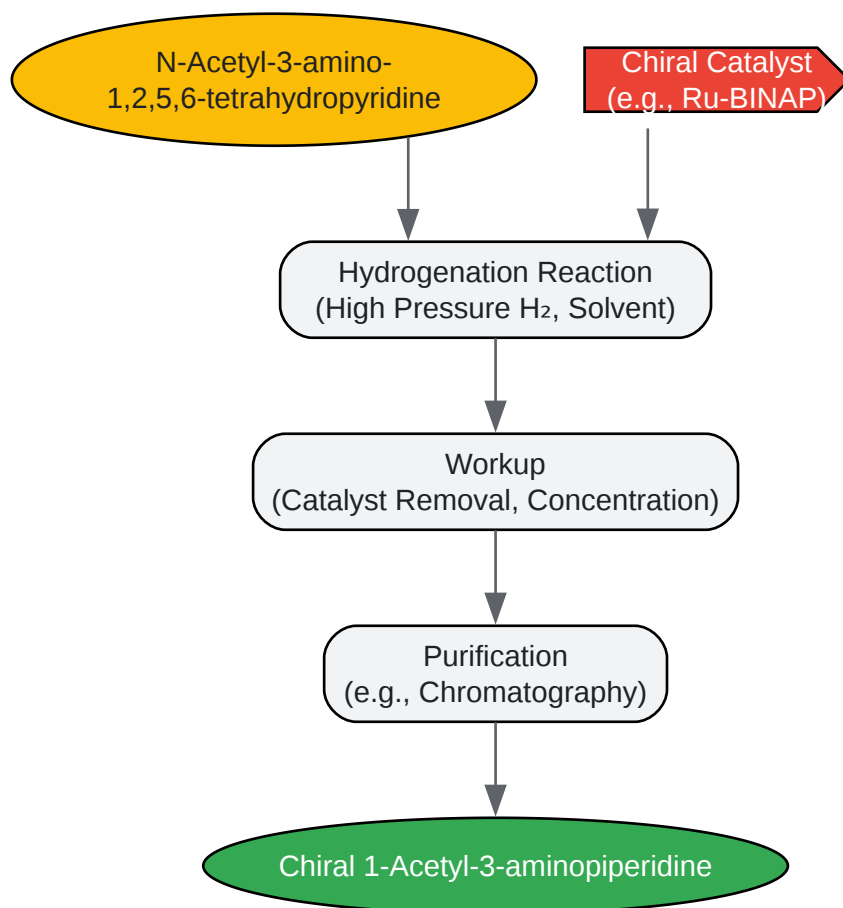 N-Acetyl-3-amino-
1,2,5,6-tetrahydropyridine
Chiral Catalyst
(e.g., Ru-BINAP)
Hydrogenation Reaction
(High Pressure H₂, Solvent)
Workup
(Catalyst Removal, Concentration)
Purification
(e.g., Chromatography)
Chiral 1-Acetyl-3-aminopiperidine